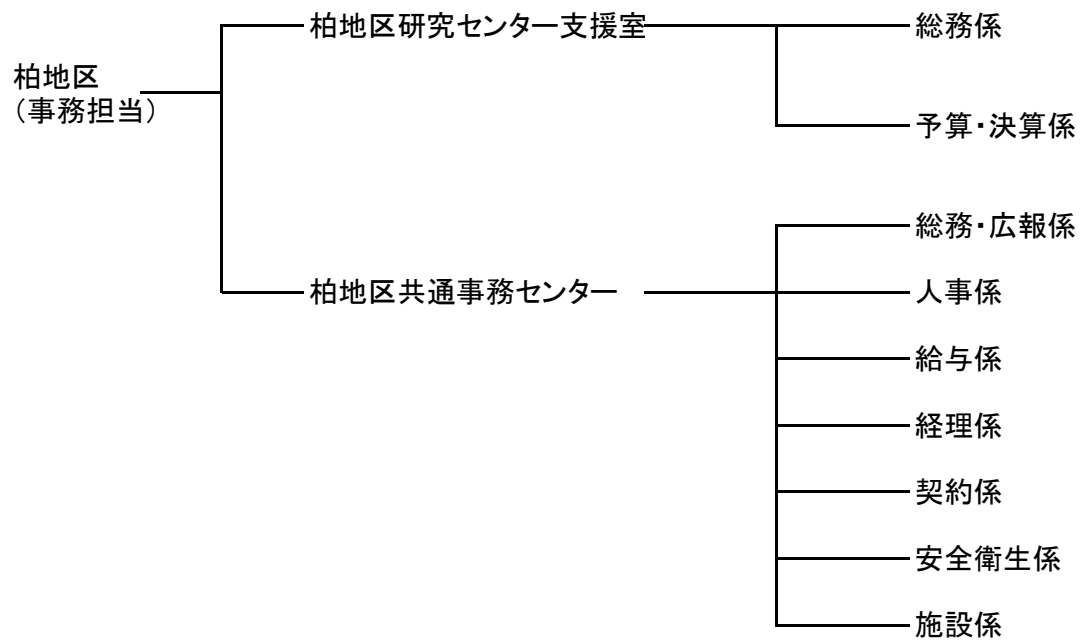 柏地区研究センター支援室
総務係
柏地区
（事務担当）
予算・決算係
総務・広報係
柏地区共通事務センター
人事係
給与係
経理係
契約係
安全衛生係
施設係